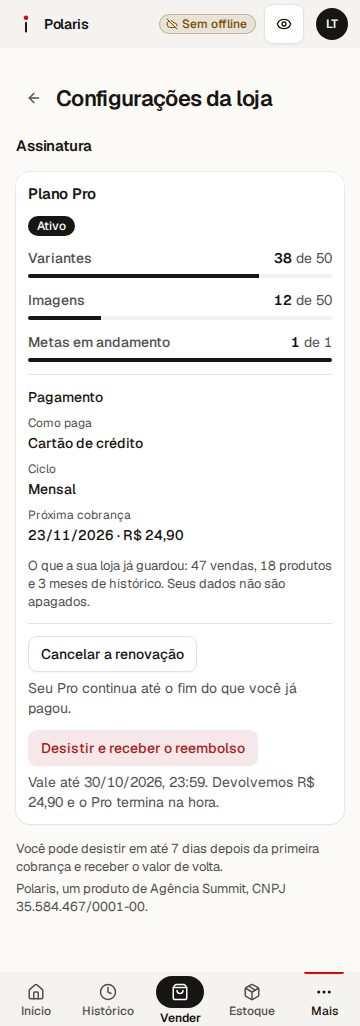 Polaris
Sem offline
LT
Configurações da loja
Assinatura
Plano Pro
Ativo
Variantes 38 de 50
Imagens 12 de 50
Metas em andamento 1 de 1
Pagamento
Como paga
Cartão de crédito
Ciclo
Mensal
Próxima cobrança
23/11/2026 · R$ 24,90
O que a sua loja já guardou: 47 vendas, 18 produtos
e 3 meses de histórico. Seus dados não são
apagados.
Cancelar a renovação
Seu Pro continua até o fim do que você já
pagou.
Desistir e receber o reembolso
Vale até 30/10/2026, 23:59. Devolvemos R$
24,90 e o Pro termina na hora.
Você pode desistir em até 7 dias depois da primeira
cobrança e receber o valor de volta.
Polaris, um produto de Agência Summit, CNPJ
35.584.467/0001-00.
Início
Histórico
Vender
Estoque
Mais